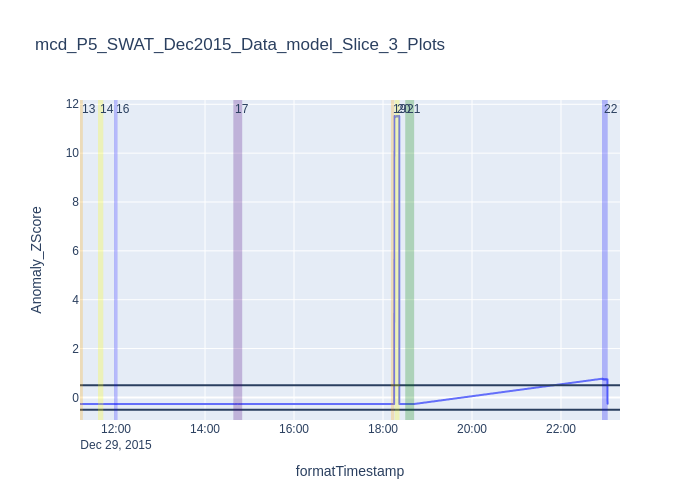 mcd_P5_SWAT_Dec2015_Data_model_Slice_3_Plots
12
13 14 16 17 21 22
10
8
6
4
2
0
Anomaly_ZScore
12:00 14:00 16:00 18:00 20:00 22:00
Dec 29, 2015
formatTimestamp